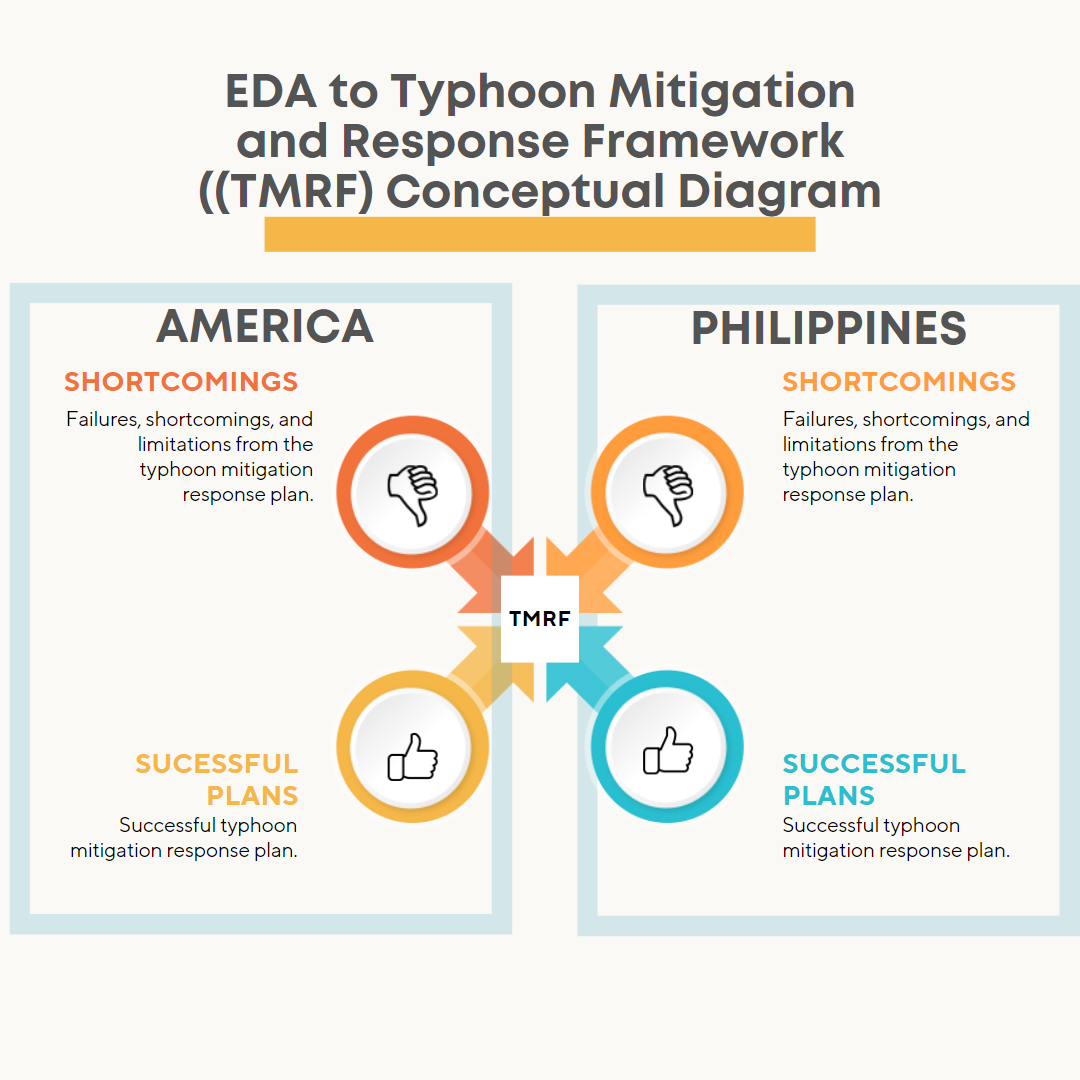 EDA to Typhoon Mitigation
and Response Framework
((TMRF) Conceptual Diagram
AMERICA
SHORTCOMINGS
Failures, shortcomings, and
limitations from the
typhoon mitigation
response plan.
SUCESSFUL
PLANS
Successful typhoon
mitigation response plan.
TMRF
PHILIPPINES
SHORTCOMINGS
Failures, shortcomings, and
limitations from the
typhoon mitigation
response plan.
SUCCESSFUL
PLANS
Successful typhoon
mitigation response plan.